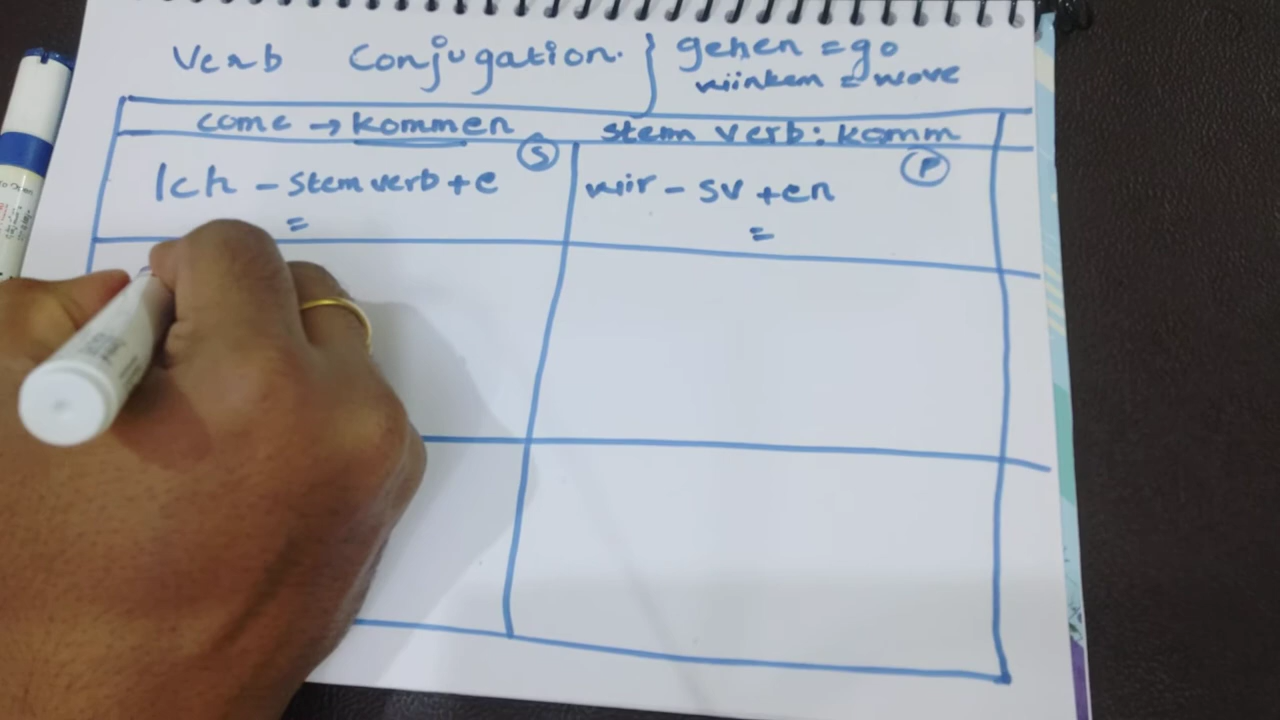 Verb Conjugation. } gehen = go
winken = wave
come → kommen
stem verb: komm
Ich - stem verb + e
=
S
wir - sv + en
=
P